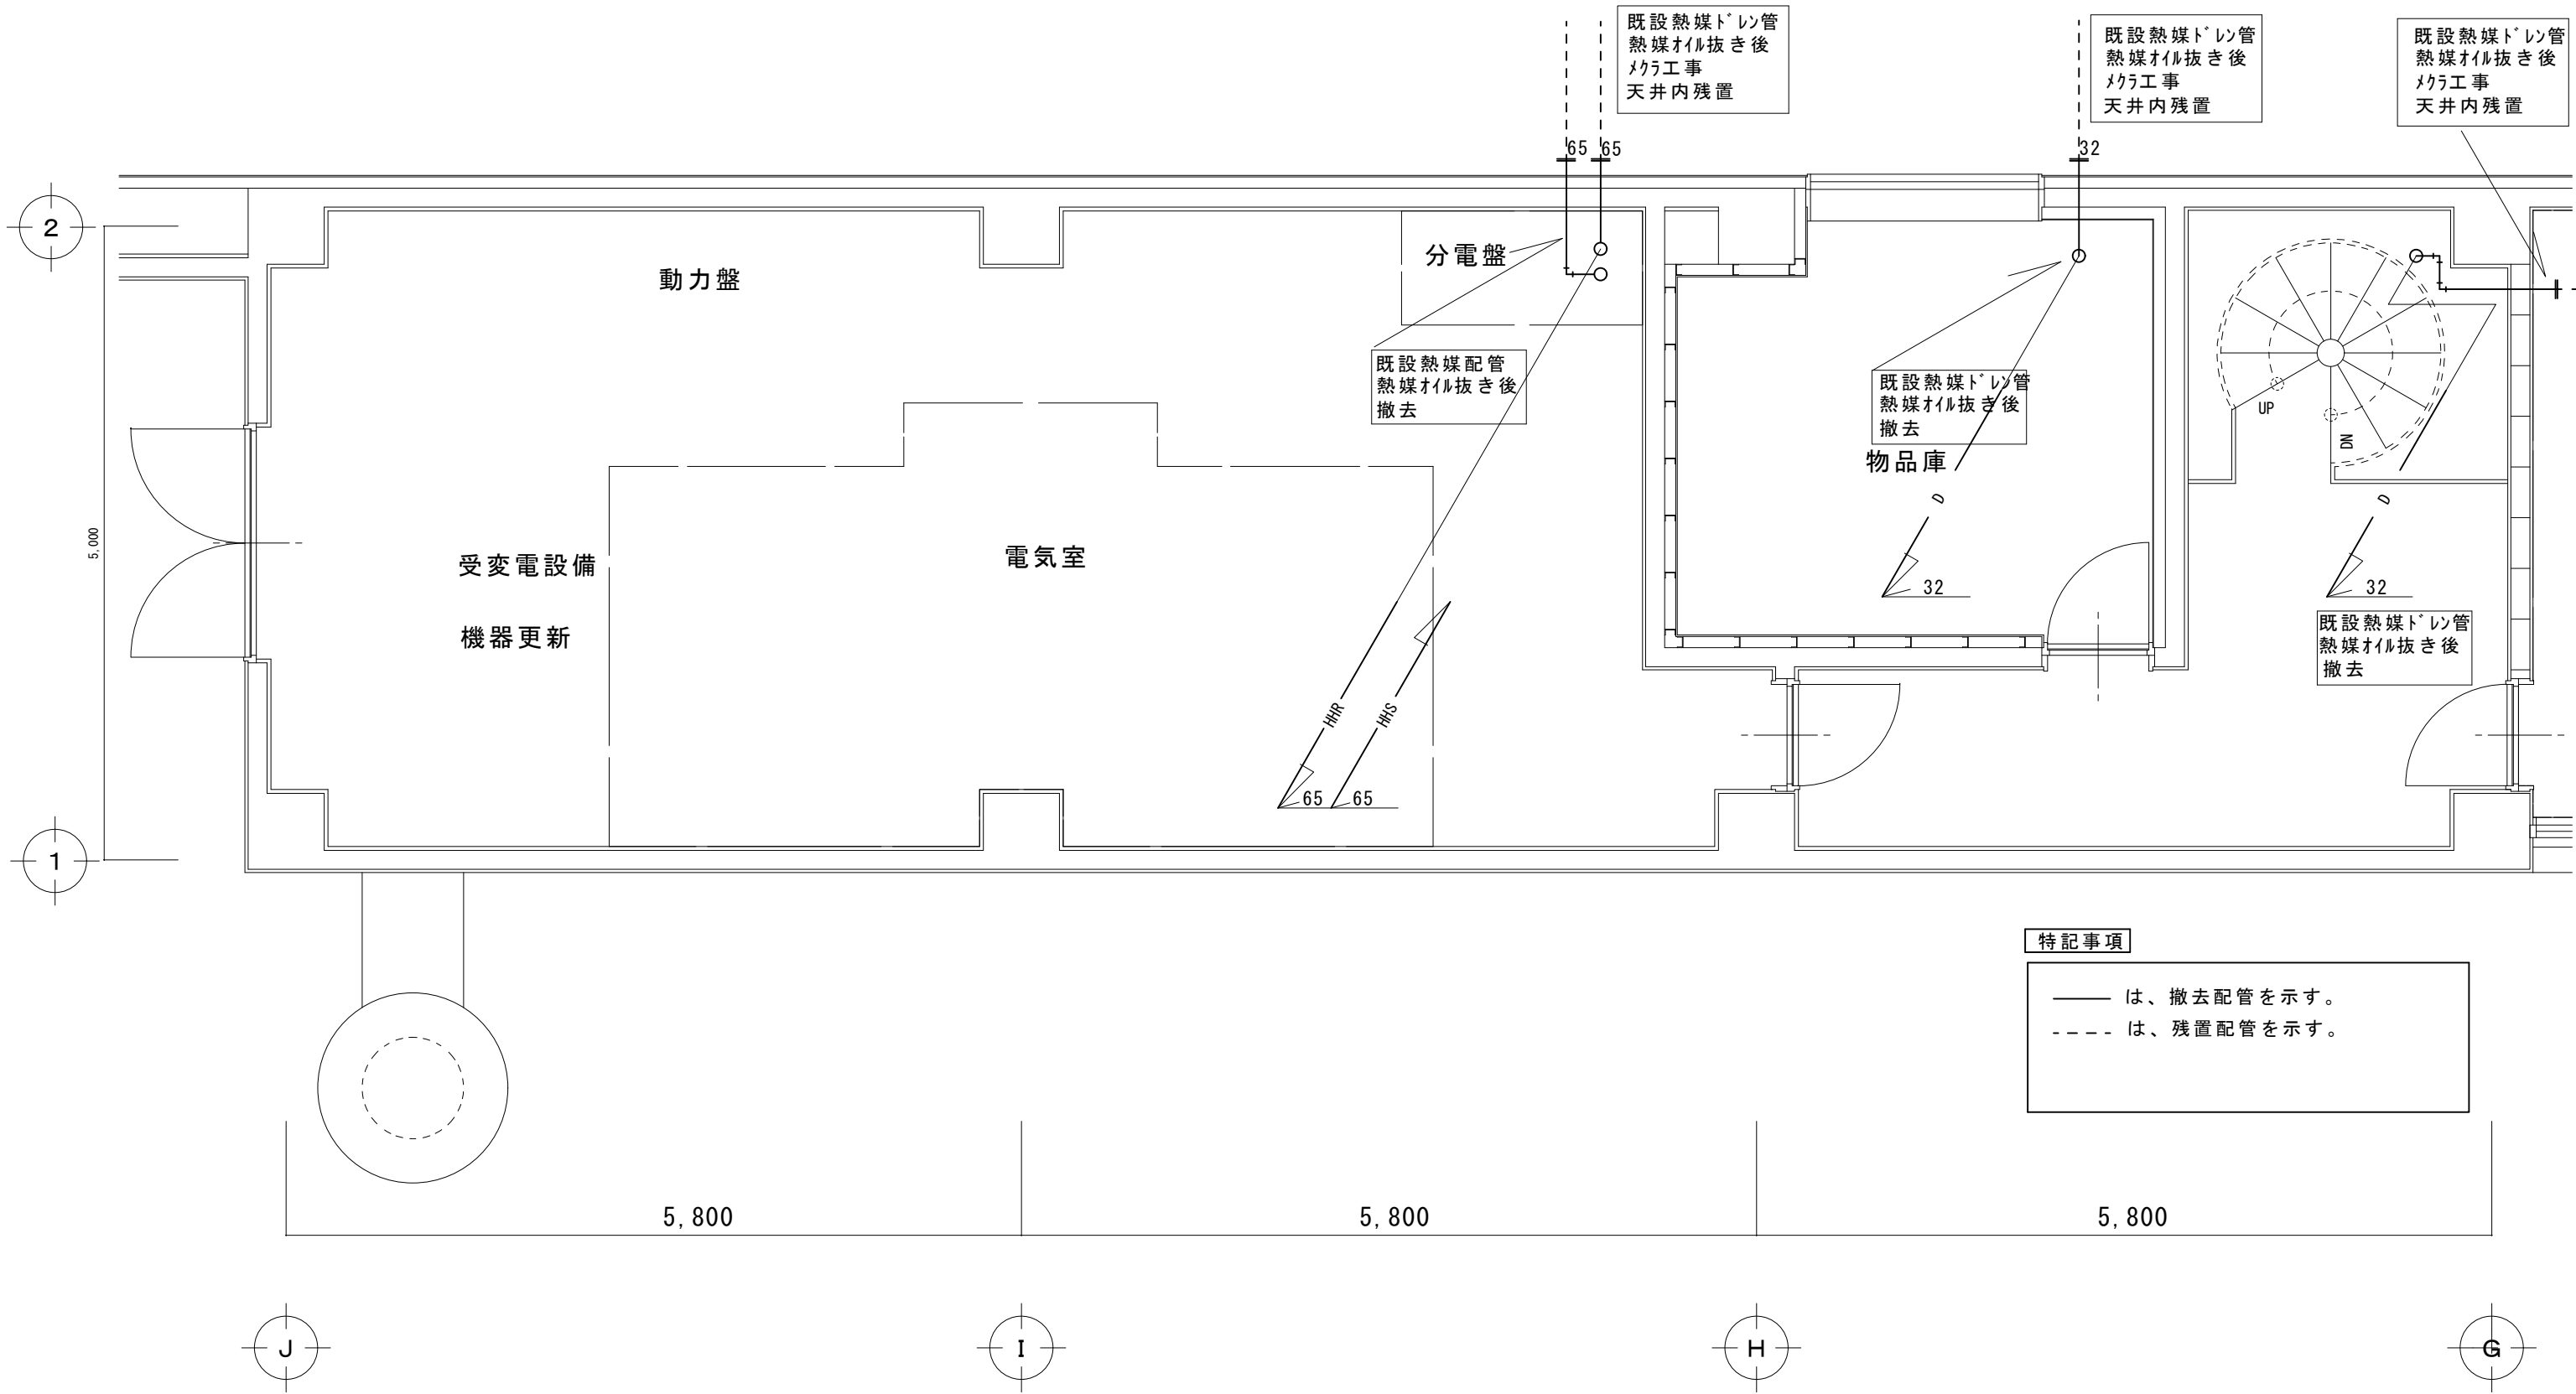 既設熱媒ﾄﾞﾚﾝ管
熱媒ｵｲﾙ抜き後
ﾒｸﾗ工事
天井内残置
既設熱媒ﾄﾞﾚﾝ管
熱媒ｵｲﾙ抜き後
ﾒｸﾗ工事
天井内残置
既設熱媒ﾄﾞﾚﾝ管
熱媒ｵｲﾙ抜き後
ﾒｸﾗ工事
天井内残置
65 65
32
2
動力盤
分電盤
既設熱媒配管
熱媒ｵｲﾙ抜き後
撤去
既設熱媒ﾄﾞﾚﾝ管
熱媒ｵｲﾙ抜き後
撤去
物品庫
UP
DN
D
32
D
32
既設熱媒ﾄﾞﾚﾝ管
熱媒ｵｲﾙ抜き後
撤去
5,000
受変電設備
機器更新
電気室
HHR
HHS
65 65
1
特記事項
は、撤去配管を示す。
は、残置配管を示す。
5,800
5,800
5,800
J
I
H
G